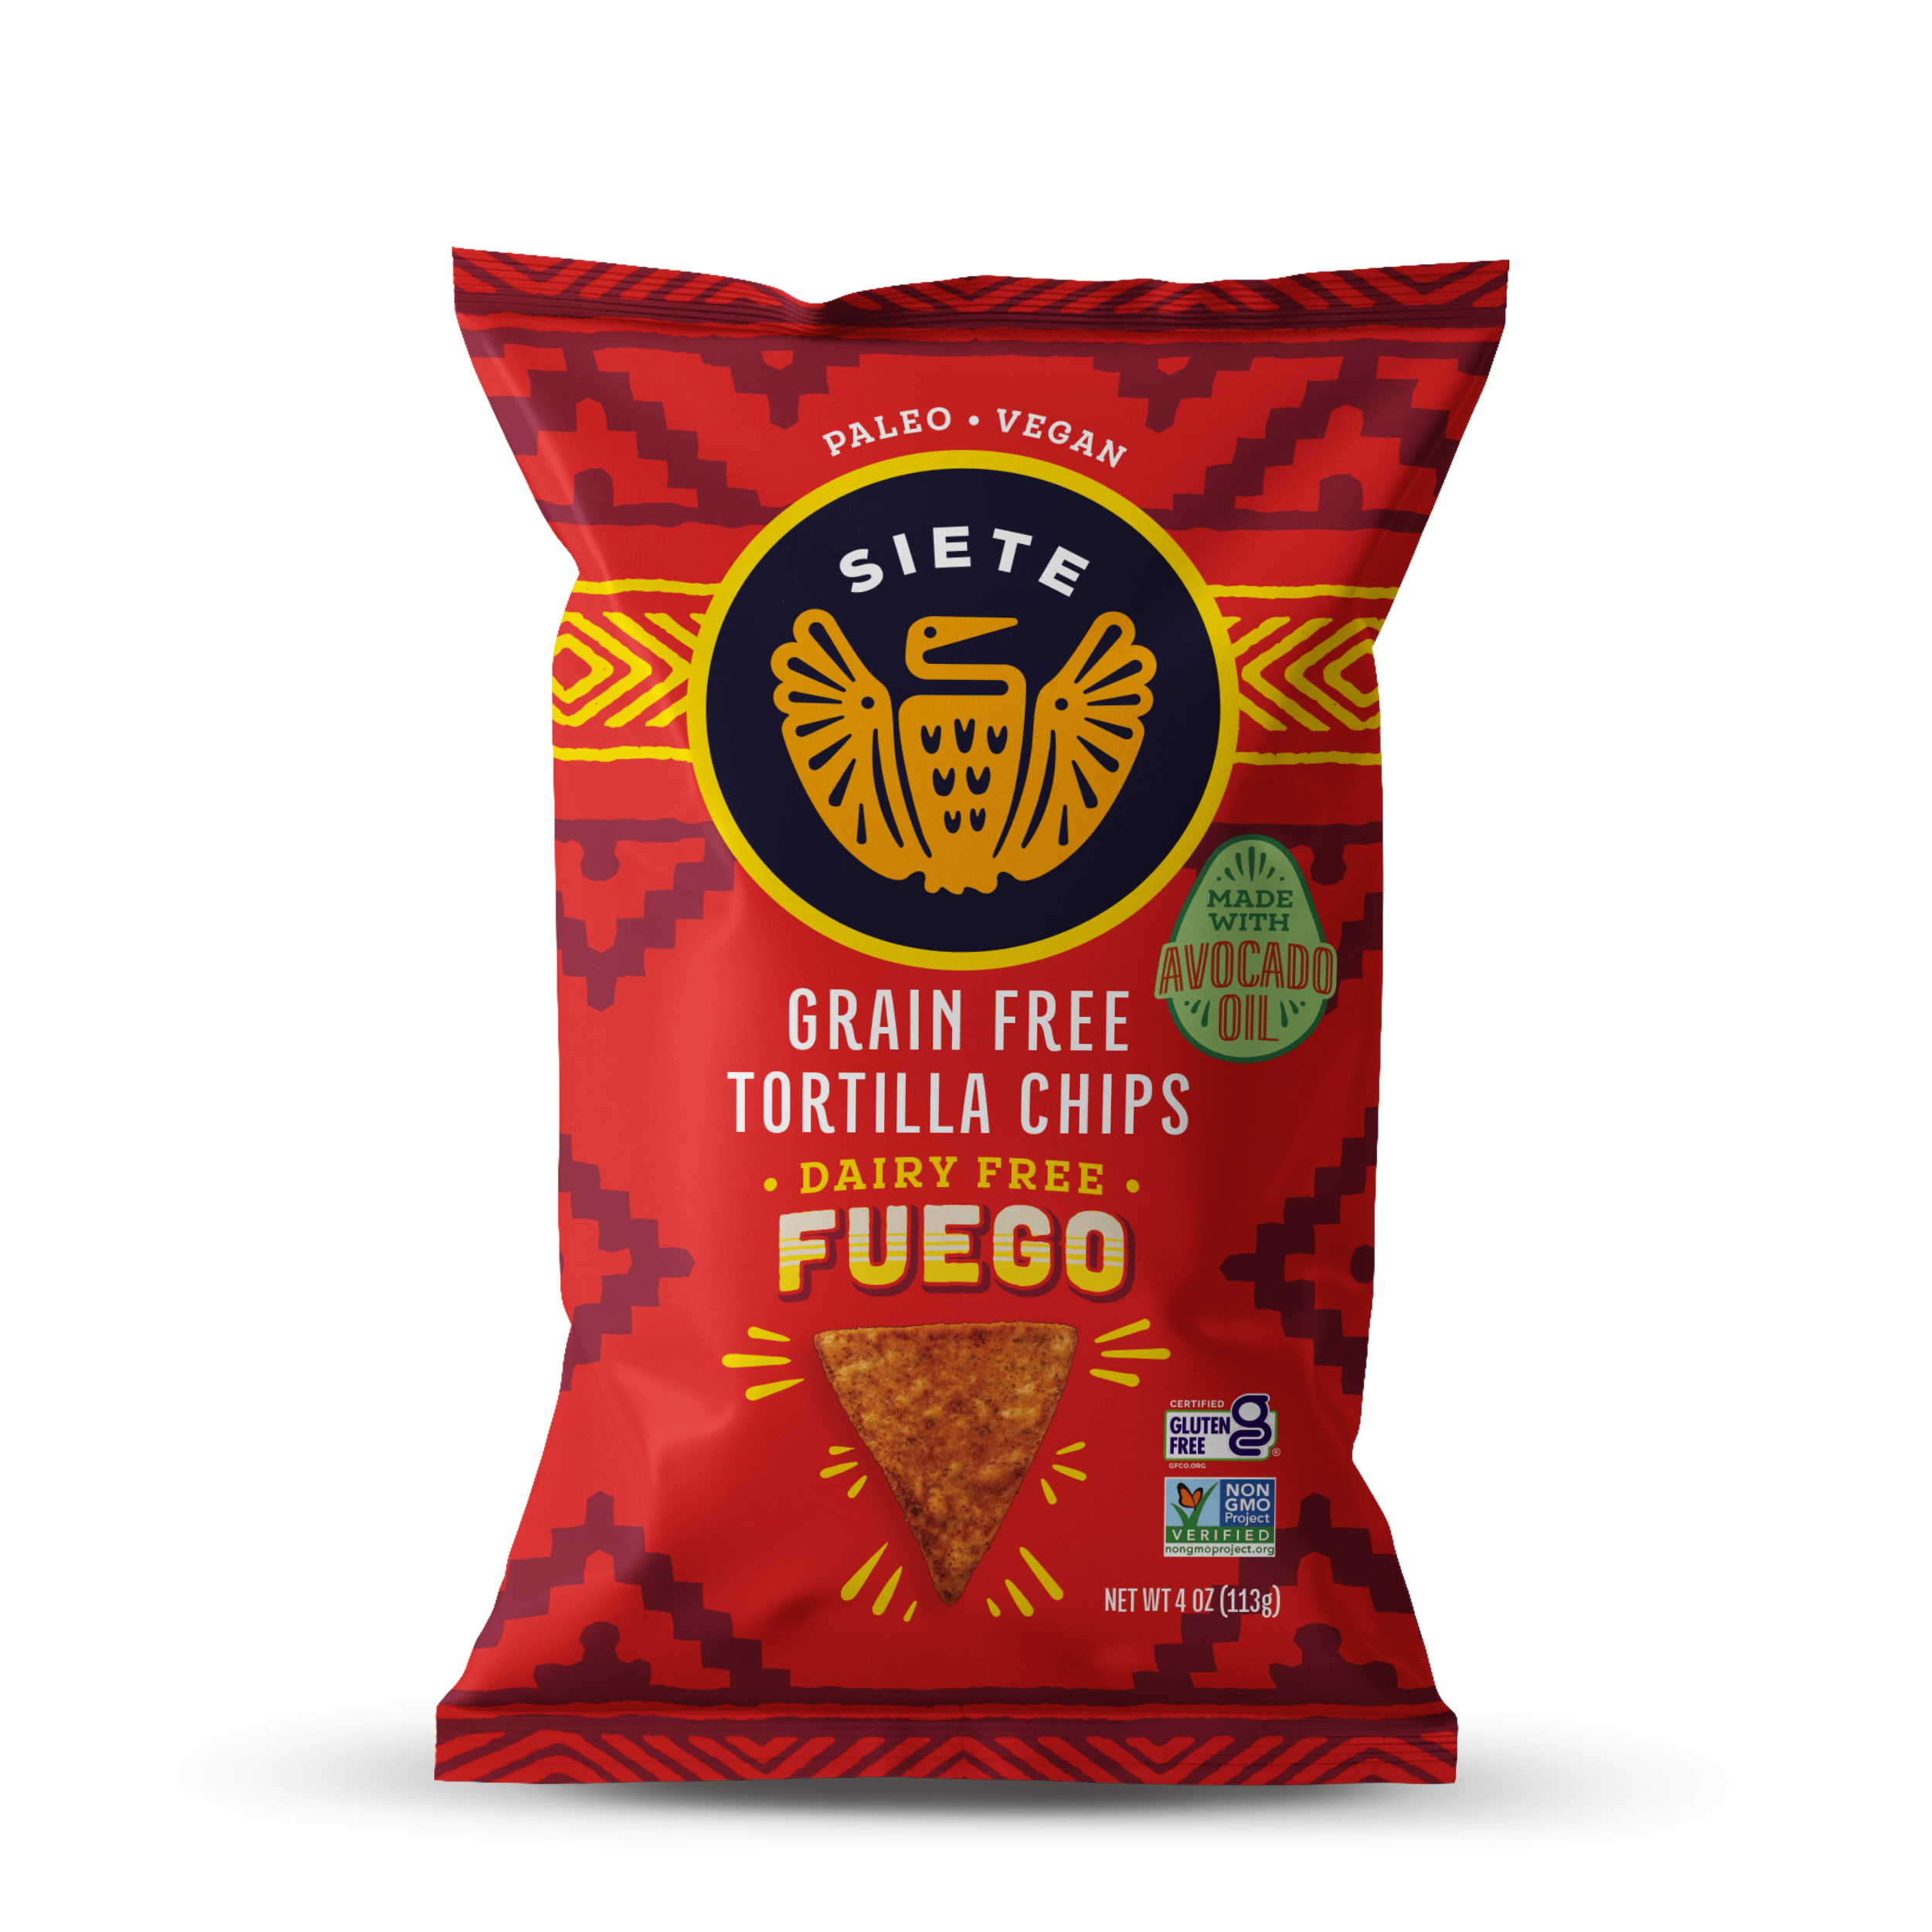 PALEO • VEGAN
SIETE
MADE
WITH
AVOCADO
OIL
GRAIN FREE
TORTILLA CHIPS
• DAIRY FREE •
FUEGO
CERTIFIED
GLUTEN
FREE
GFCO.ORG
NON
GMO
Project
VERIFIED
nongmoproject.org
NET WT 4 OZ (113g)